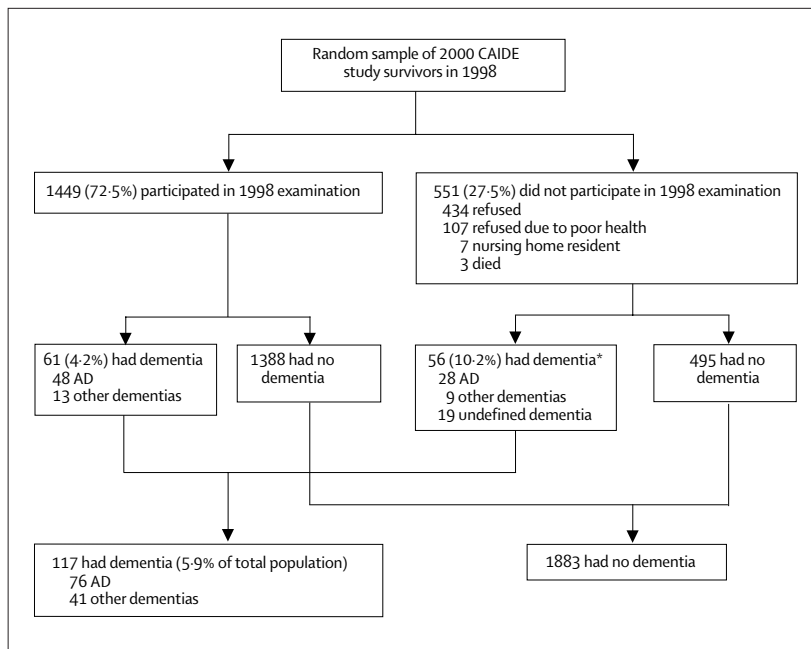 Random sample of 2000 CAIDE
study survivors in 1998
1449 (72·5%) participated in 1998 examination
551 (27·5%) did not participate in 1998 examination
434 refused
107 refused due to poor health
7 nursing home resident
3 died
61 (4·2%) had dementia
48 AD
13 other dementias
1388 had no
dementia
56 (10·2%) had dementia*
28 AD
9 other dementias
19 undefined dementia
495 had no
dementia
117 had dementia (5·9% of total population)
76 AD
41 other dementias
1883 had no dementia